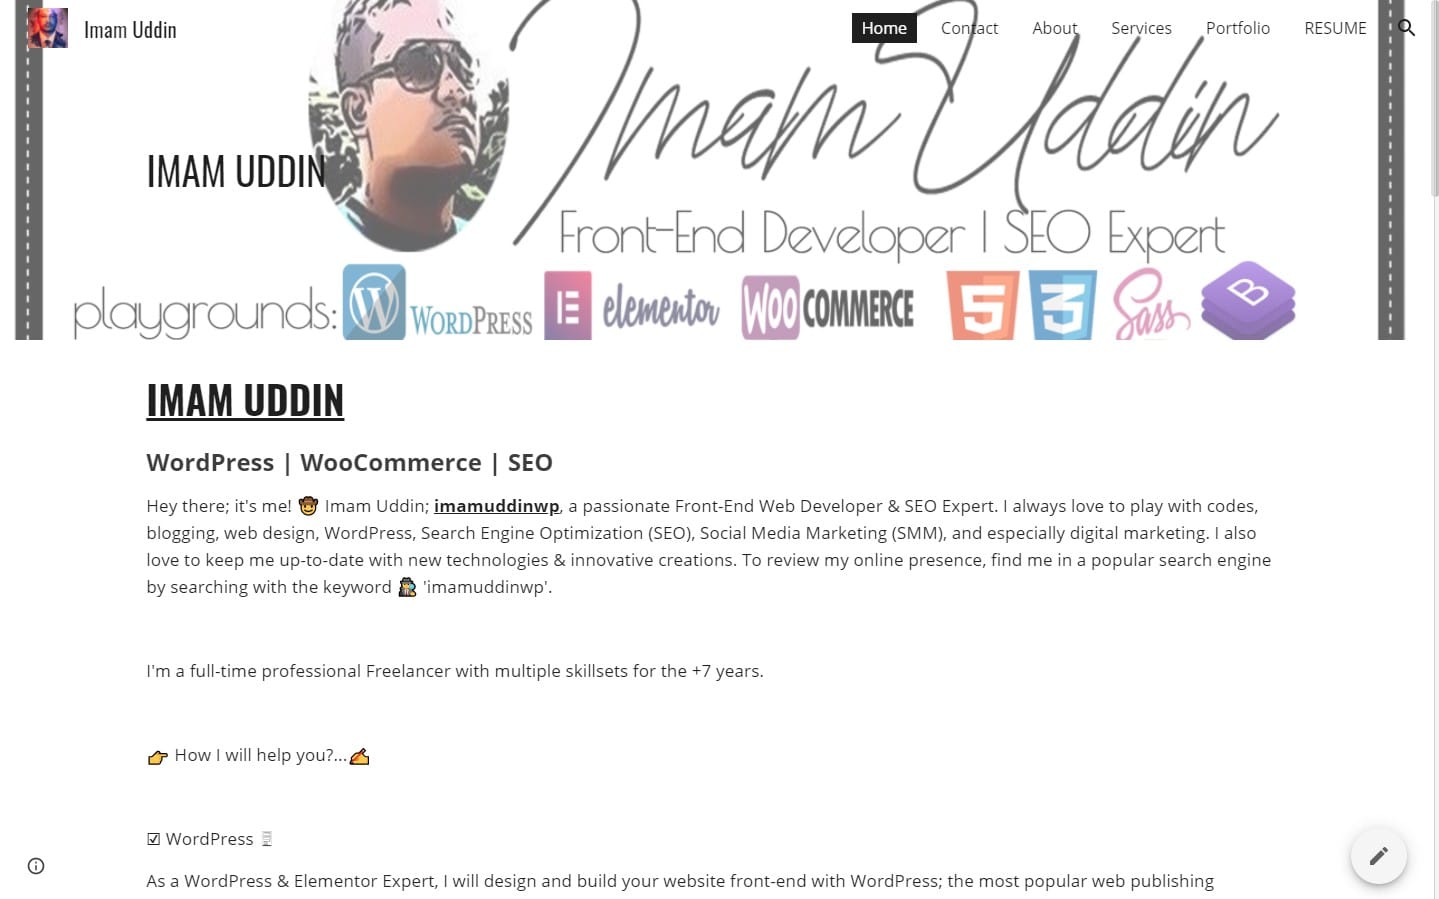 Imam Uddin
Home
Contact
About
Services
Portfolio
RESUME
Imam Uddin
IMAM UDDIN
Front-End Developer | SEO Expert
playgrounds:
WORDPRESS
elementor
WOO COMMERCE
5
3
Sass
B
IMAM UDDIN
WordPress | WooCommerce | SEO
Hey there; it's me! 🤠 Imam Uddin; imamuddinwp, a passionate Front-End Web Developer & SEO Expert. I always love to play with codes,
blogging, web design, WordPress, Search Engine Optimization (SEO), Social Media Marketing (SMM), and especially digital marketing. I also
love to keep me up-to-date with new technologies & innovative creations. To review my online presence, find me in a popular search engine
by searching with the keyword 🕵 'imamuddinwp'.
I'm a full-time professional Freelancer with multiple skillsets for the +7 years.
👉 How I will help you?...✍
☑ WordPress
As a WordPress & Elementor Expert, I will design and build your website front-end with WordPress; the most popular web publishing